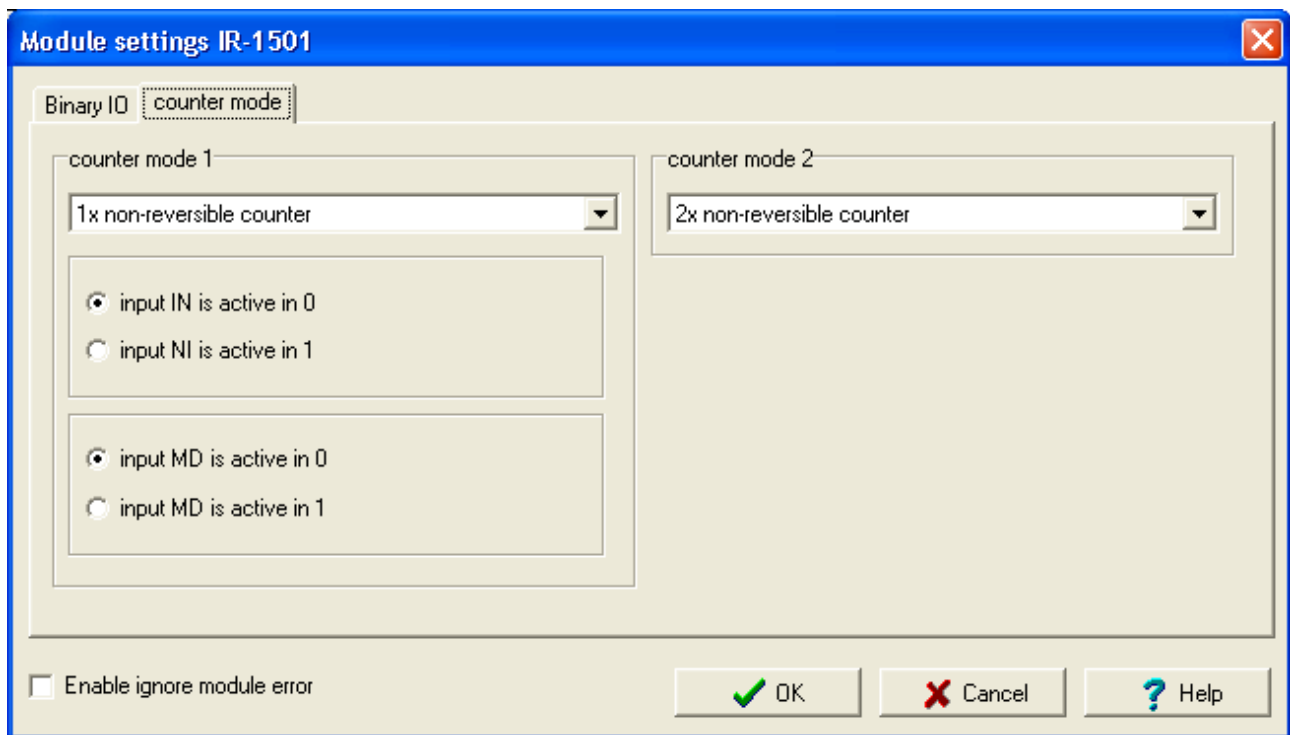 Module settings IR-1501
Binary IO counter mode
counter mode 1
1x non-reversible counter
input IN is active in 0
input NI is active in 1
input MD is active in 0
input MD is active in 1
counter mode 2
2x non-reversible counter
Enable ignore module error
OK Cancel Help